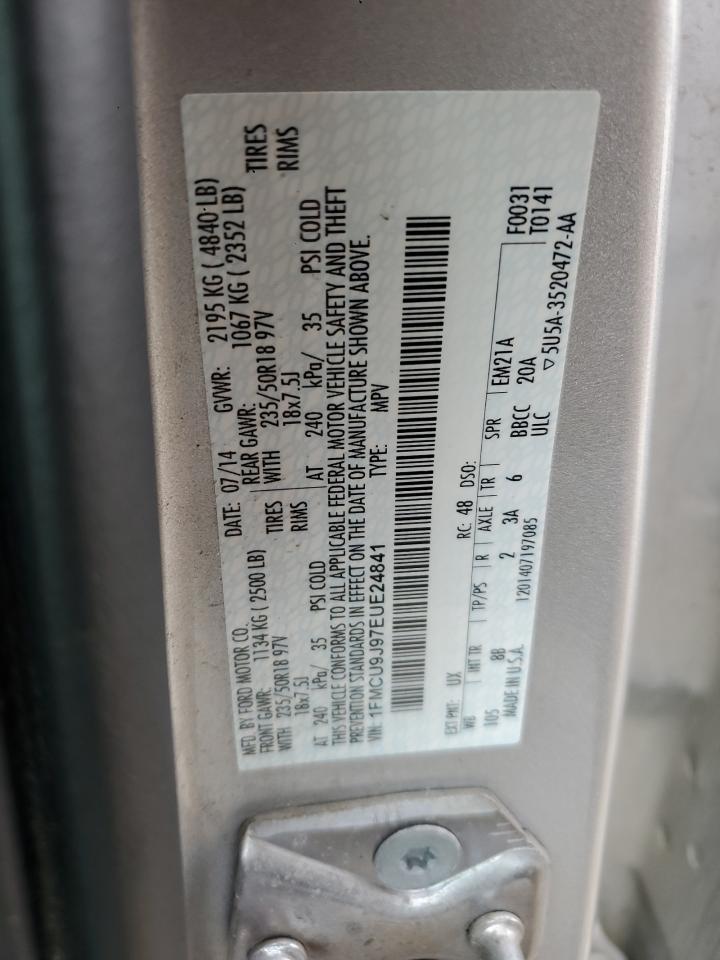 MFD. BY FORD MOTOR CO. DATE: 07/14 GVWR: 2195 KG ( 4840 LB)
FRONT GAWR: 1134 KG ( 2500 LB) REAR GAWR: 1067 KG ( 2352 LB)
WITH 235/50R18 97V TIRES WITH 235/50R18 97V TIRES
18x7.5J RIMS 18x7.5J RIMS
AT 240 kPa/ 35 PSI COLD AT 240 kPa/ 35 PSI COLD
THIS VEHICLE CONFORMS TO ALL APPLICABLE FEDERAL MOTOR VEHICLE SAFETY AND THEFT
PREVENTION STANDARDS IN EFFECT ON THE DATE OF MANUFACTURE SHOWN ABOVE.
VIN: 1FMCU9J97EUE24841 TYPE: MPV
EXT PNT: UX RC: 48 DSO:
WB INT TR TP/PS R AXLE TR SPR EM21A F0031
105 8B 2 3A 6 BBCC 20A T0141
MADE IN U.S.A. 1201407197085 ULC ▽5U5A-3520472-AA